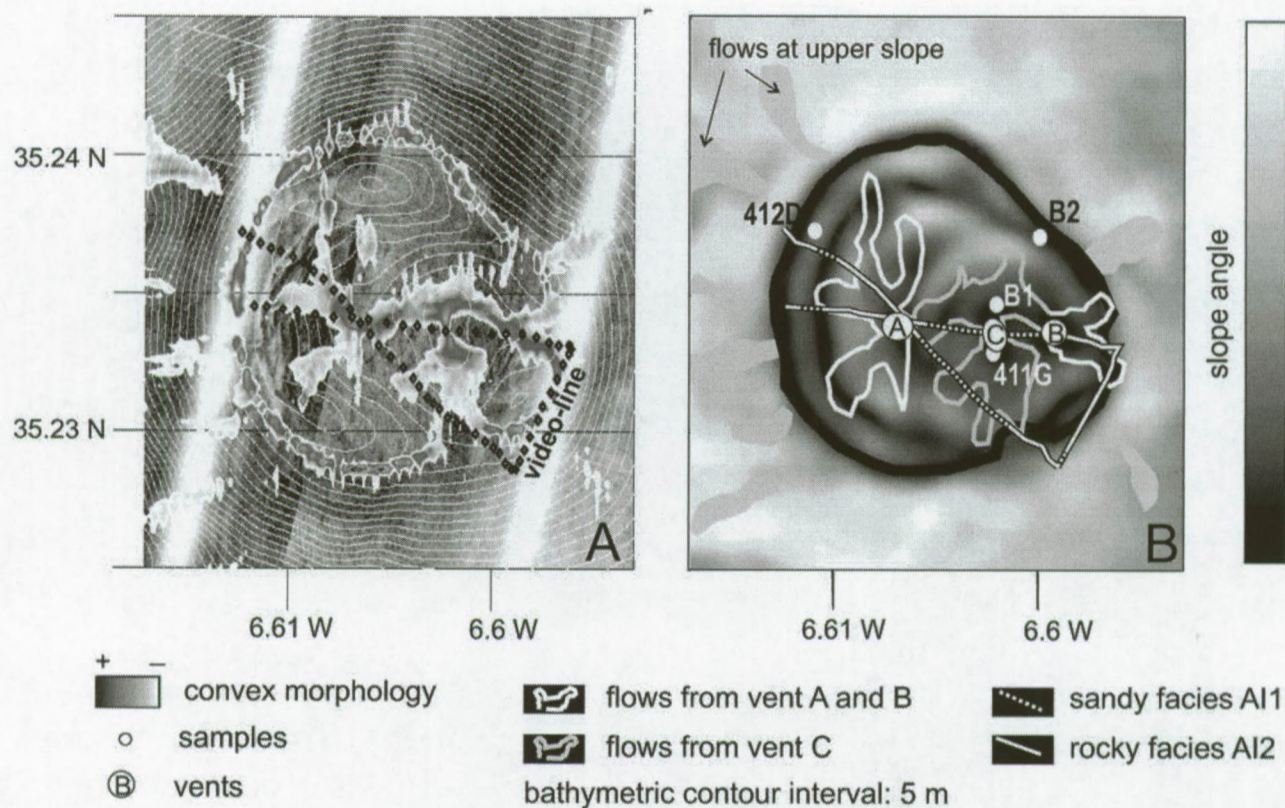 flows at upper slope
35.24 N
412D
B2
B1
A
C
B
411G
35.23 N
video-line
A
B
slope angle
6.61 W
6.6 W
6.61 W
6.6 W
+ –
convex morphology
flows from vent A and B
sandy facies AI1
samples
flows from vent C
rocky facies AI2
B vents
bathymetric contour interval: 5 m